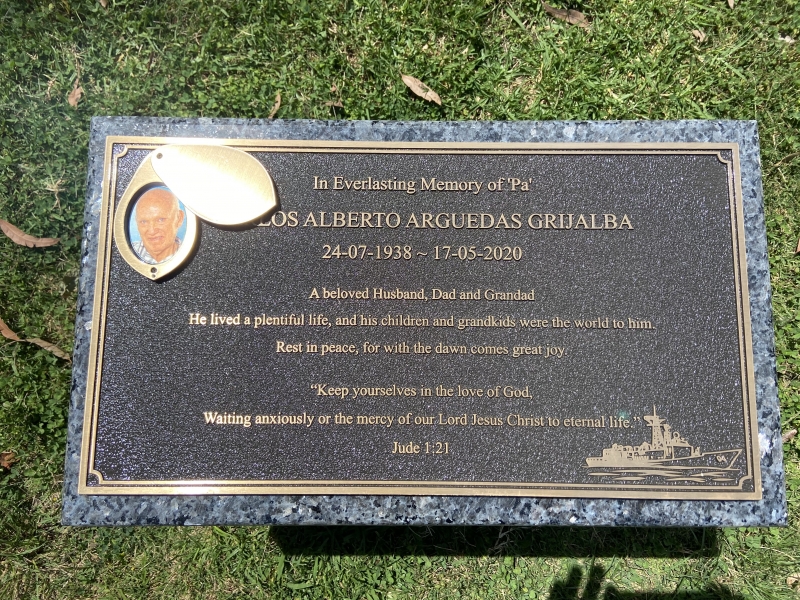 In Everlasting Memory of 'Pa'
ALBERTO ARGUEDAS GRIJALBA
24-07-1938 ~ 17-05-2020
A beloved Husband, Dad and Grandad
He lived a plentiful life, and his children and grandkids were the world to him.
Rest in peace, for with the dawn comes great joy.
“Keep yourselves in the love of God,
Waiting anxiously or the mercy of our Lord Jesus Christ to eternal life.”
Jude 1:21